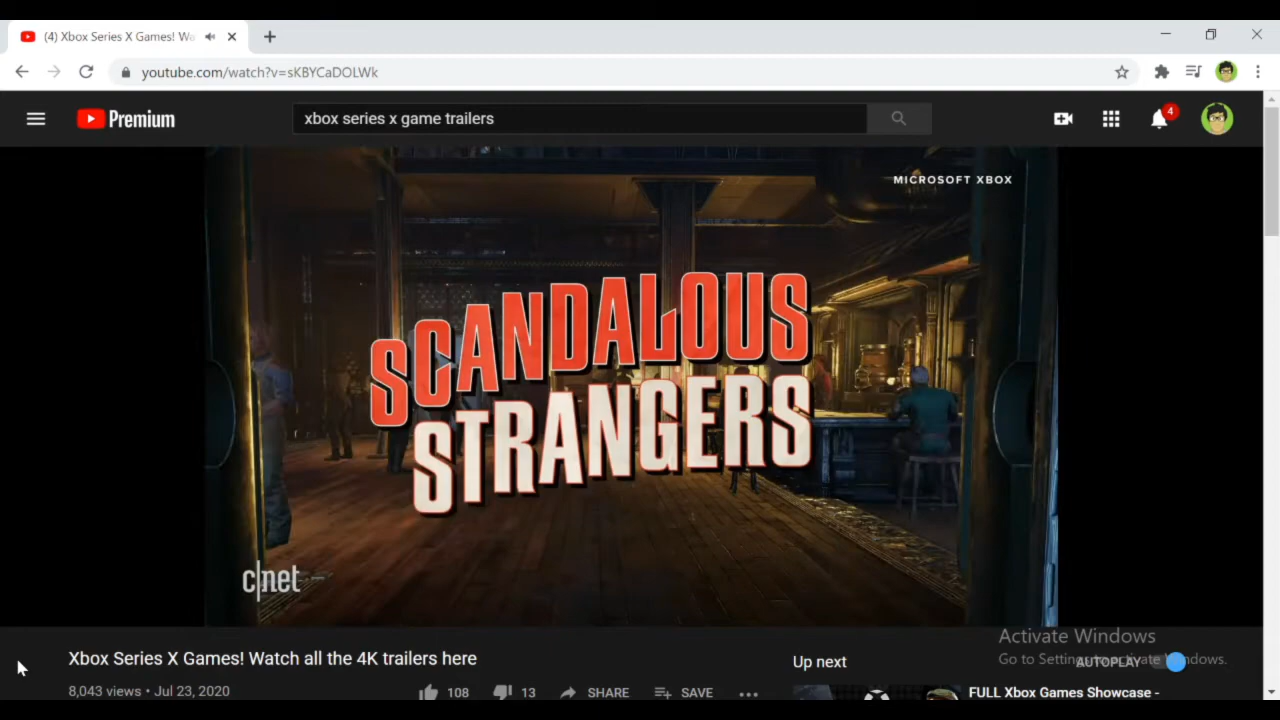 (4) Xbox Series X Games! Wa
youtube.com/watch?v=sKBYCaDOLWk
Premium
xbox series x game trailers
4
MICROSOFT XBOX
SCANDALOUS
STRANGERS
c|net
Activate Windows
Xbox Series X Games! Watch all the 4K trailers here
Up next
Go to Settings to activate Windows.
AUTOPLAY
8,043 views • Jul 23, 2020
108
13
SHARE
SAVE
FULL Xbox Games Showcase -